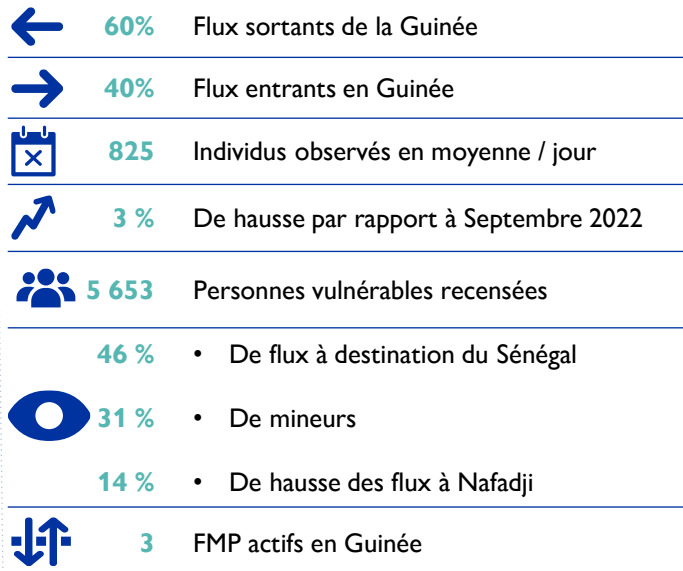 60% Flux sortants de la Guinée
40% Flux entrants en Guinée
825 Individus observés en moyenne / jour
3 % De hausse par rapport à Septembre 2022
5 653 Personnes vulnérables recensées
46 % • De flux à destination du Sénégal
31 % • De mineurs
14 % • De hausse des flux à Nafadji
3 FMP actifs en Guinée